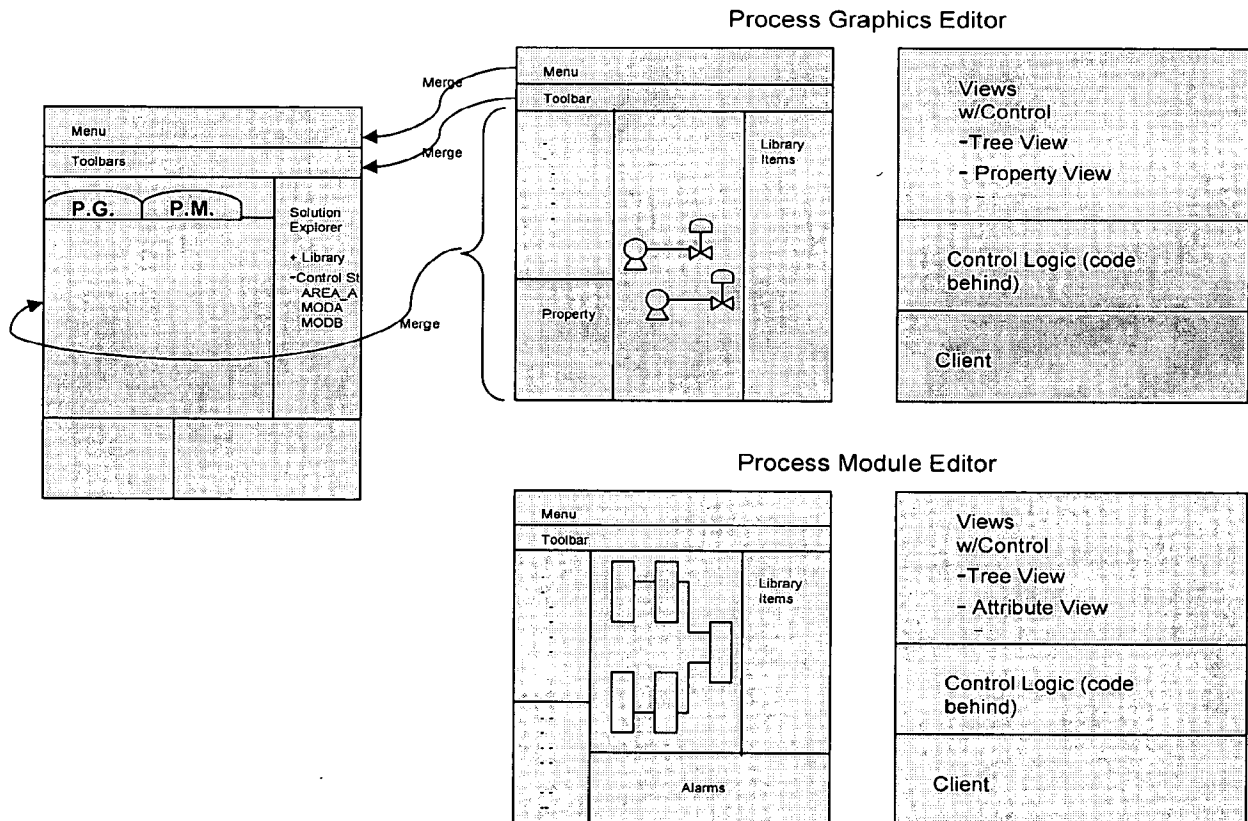 Process Graphics Editor
Menu
Toolbars
P.G.
P.M.
Solution
Explorer
+ Library
-Control St
AREA_A
MODA
MODB
Merge
Merge
Merge
Menu
Toolbar
Library
Items
Property
Views
w/Control
-Tree View
- Property View
Control Logic (code
behind)
Client
Process Module Editor
Menu
Toolbar
Library
Items
Alarms
Views
w/Control
-Tree View
- Attribute View
Control Logic (code
behind)
Client